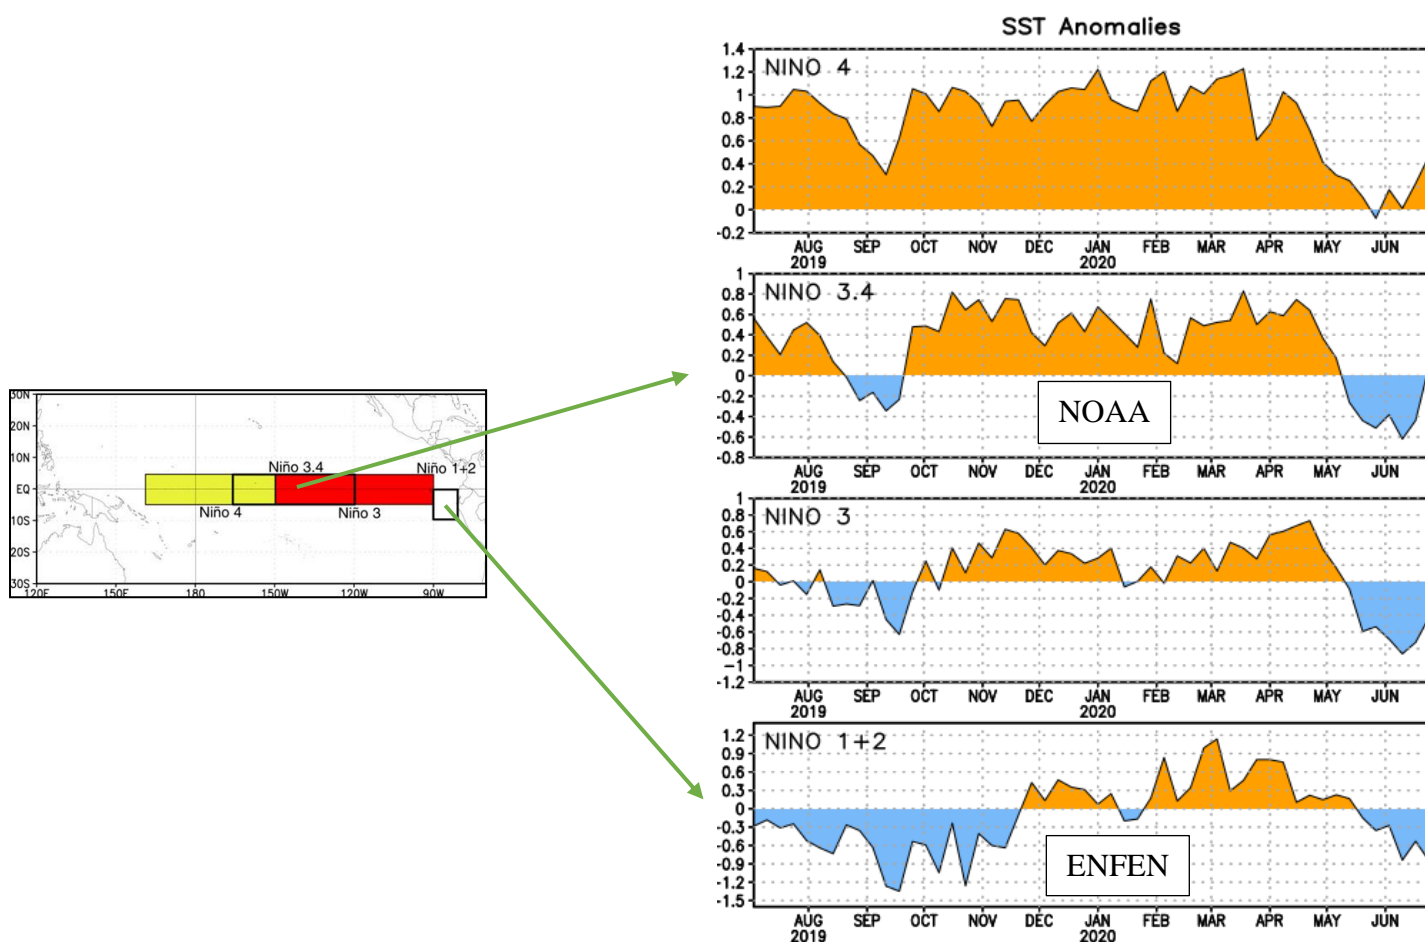 SST Anomalies
1.4
1.2
1
0.8
0.6
0.4
0.2
0
-0.2
NINO 4
AUG SEP OCT NOV DEC JAN FEB MAR APR MAY JUN
2019 2020
1
0.8
0.6
0.4
0.2
0
-0.2
-0.4
-0.6
-0.8
NINO 3.4
NOAA
AUG SEP OCT NOV DEC JAN FEB MAR APR MAY JUN
2019 2020
30N
20N
10N
EQ
10S
20S
30S
Niño 3.4 Niño 1+2
Niño 4 Niño 3
120E 150E 180 150W 120W 90W
1
0.8
0.4
0.2
0
-0.2
-0.4
-0.6
-0.8
-1
-1.2
NINO 3
AUG SEP OCT NOV DEC JAN FEB MAR APR MAY JUN
2019 2020
1.2
0.9
0.6
0.3
0
-0.3
-0.6
-0.9
-1.2
-1.5
NINO 1+2
ENFEN
AUG SEP OCT NOV DEC JAN FEB MAR APR MAY JUN
2019 2020